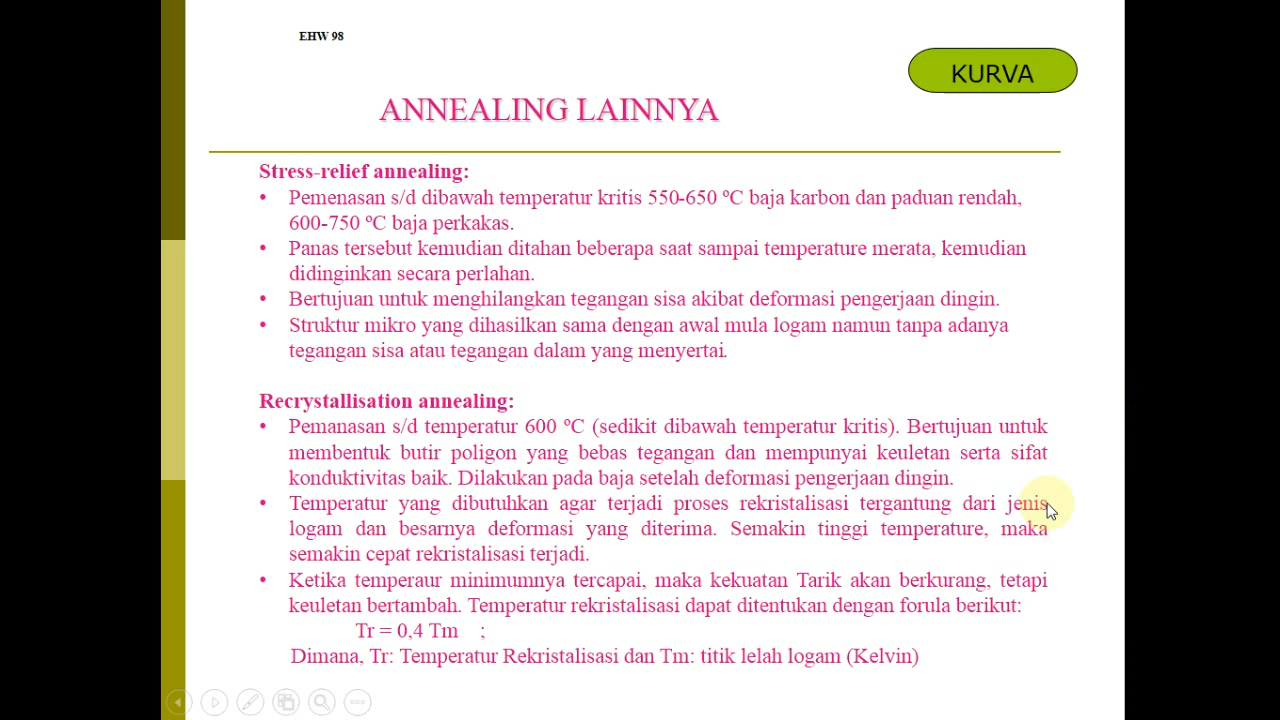 EHW 98
KURVA
ANNEALING LAINNYA
Stress-relief annealing:
• Pemenasan s/d dibawah temperatur kritis 550-650 ºC baja karbon dan paduan rendah,
600-750 ºC baja perkakas.
• Panas tersebut kemudian ditahan beberapa saat sampai temperature merata, kemudian
didinginkan secara perlahan.
• Bertujuan untuk menghilangkan tegangan sisa akibat deformasi pengerjaan dingin.
• Struktur mikro yang dihasilkan sama dengan awal mula logam namun tanpa adanya
tegangan sisa atau tegangan dalam yang menyertai.
Recrystallisation annealing:
• Pemanasan s/d temperatur 600 ºC (sedikit dibawah temperatur kritis). Bertujuan untuk
membentuk butir poligon yang bebas tegangan dan mempunyai keuletan serta sifat
konduktivitas baik. Dilakukan pada baja setelah deformasi pengerjaan dingin.
• Temperatur yang dibutuhkan agar terjadi proses rekristalisasi tergantung dari jenis
logam dan besarnya deformasi yang diterima. Semakin tinggi temperature, maka
semakin cepat rekristalisasi terjadi.
• Ketika temperaur minimumnya tercapai, maka kekuatan Tarik akan berkurang, tetapi
keuletan bertambah. Temperatur rekristalisasi dapat ditentukan dengan forula berikut:
Tr = 0,4 Tm ;
Dimana, Tr: Temperatur Rekristalisasi dan Tm: titik lelah logam (Kelvin)